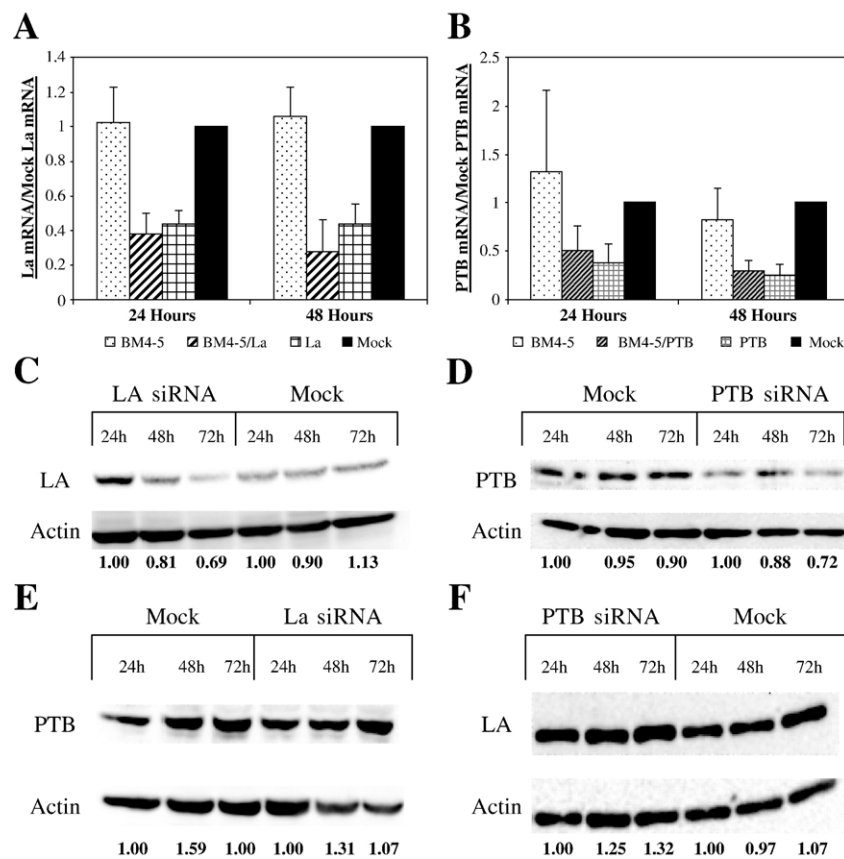 A
B
La mRNA/Mock La mRNA
1.4
1.2
1
0.8
0.6
0.4
0.2
0
24 Hours
48 Hours
BM4-5
BM4-5/La
La
Mock
PTB mRNA/Mock PTB mRNA
2.5
2
1.5
1
0.5
0
24 Hours
48 Hours
BM4-5
BM4-5/PTB
PTB
Mock
C
LA siRNA Mock
24h 48h 72h 24h 48h 72h
LA
Actin
1.00 0.81 0.69 1.00 0.90 1.13
D
Mock PTB siRNA
24h 48h 72h 24h 48h 72h
PTB
Actin
1.00 0.95 0.90 1.00 0.88 0.72
E
Mock La siRNA
24h 48h 72h 24h 48h 72h
PTB
Actin
1.00 1.59 1.00 1.00 1.31 1.07
F
PTB siRNA Mock
24h 48h 72h 24h 48h 72h
LA
Actin
1.00 1.25 1.32 1.00 0.97 1.07